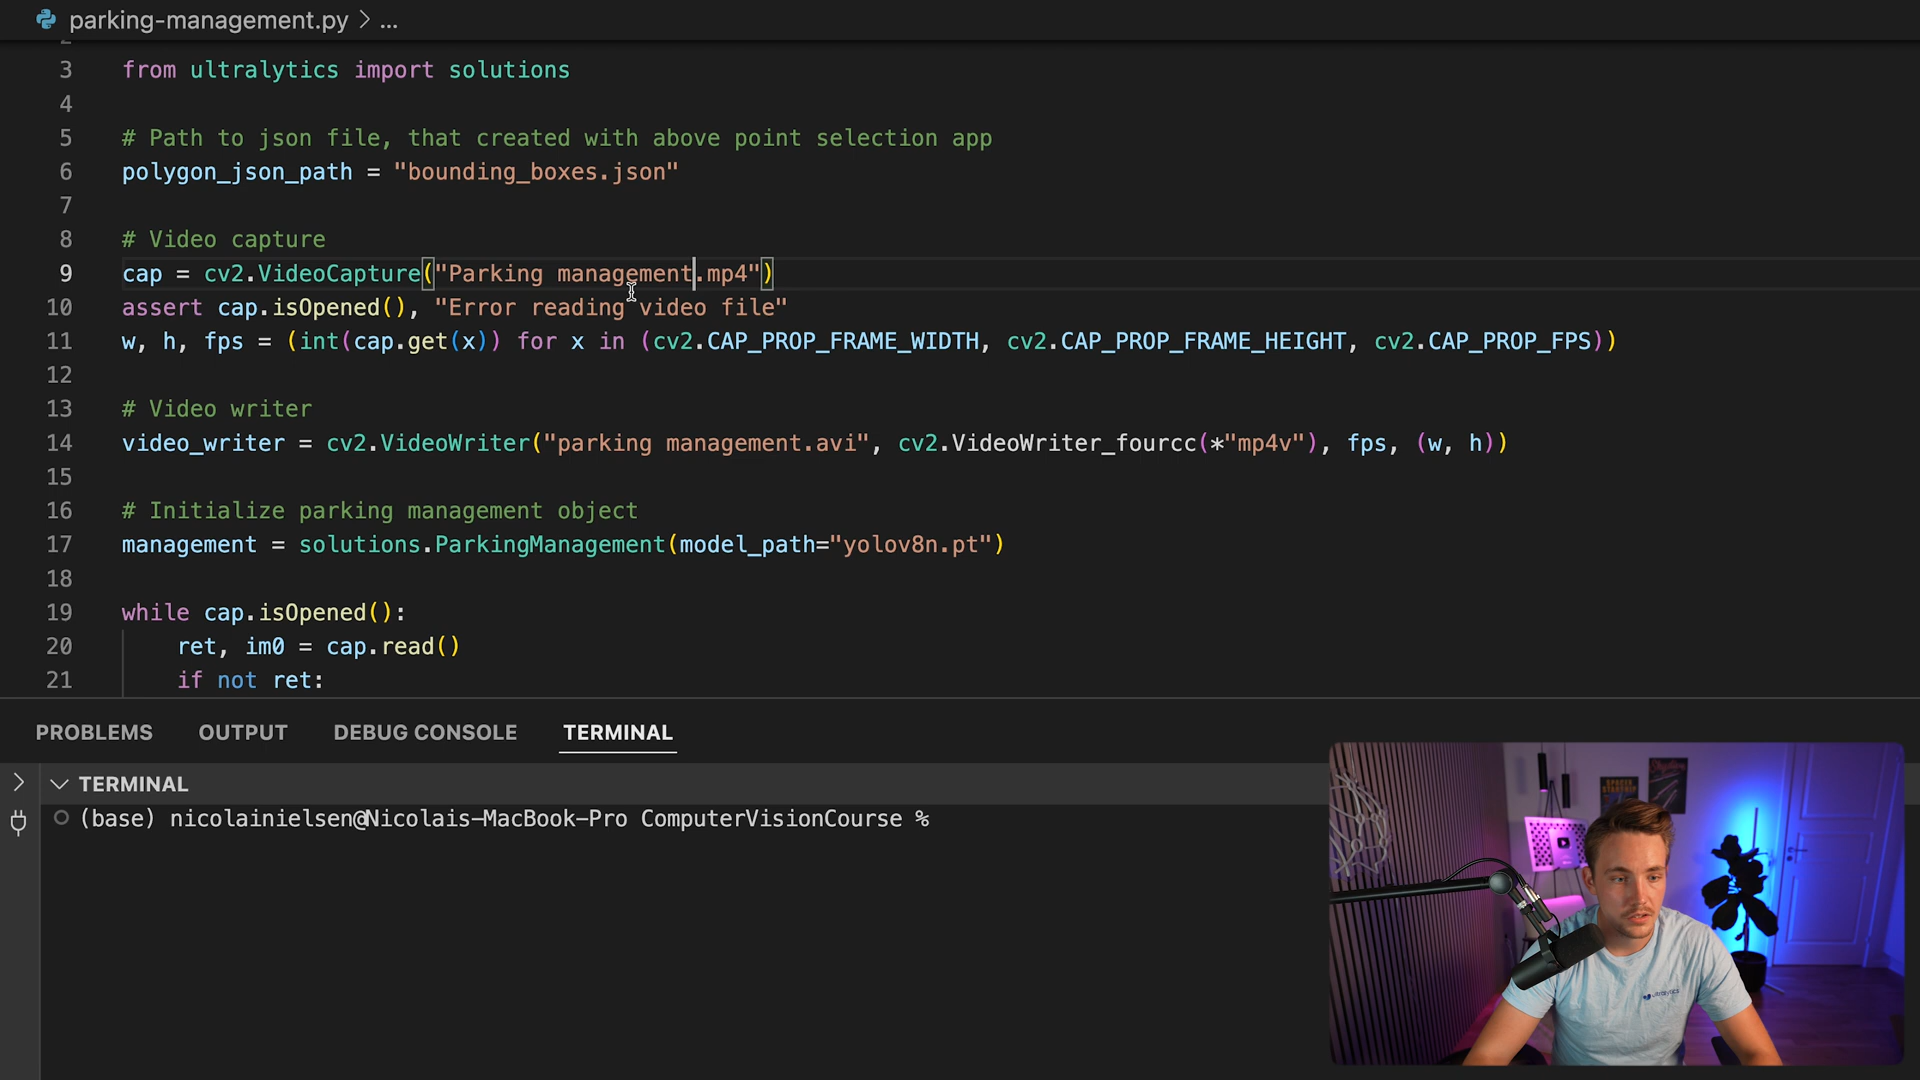 parking-management.py > ...
2
3 from ultralytics import solutions
4
5 # Path to json file, that created with above point selection app
6 polygon_json_path = "bounding_boxes.json"
7
8 # Video capture
9 cap = cv2.VideoCapture("Parking management.mp4")
10 assert cap.isOpened(), "Error reading video file"
11 w, h, fps = (int(cap.get(x)) for x in (cv2.CAP_PROP_FRAME_WIDTH, cv2.CAP_PROP_FRAME_HEIGHT, cv2.CAP_PROP_FPS))
12
13 # Video writer
14 video_writer = cv2.VideoWriter("parking management.avi", cv2.VideoWriter_fourcc(*"mp4v"), fps, (w, h))
15
16 # Initialize parking management object
17 management = solutions.ParkingManagement(model_path="yolov8n.pt")
18
19 while cap.isOpened():
20 ret, im0 = cap.read()
21 if not ret:
PROBLEMS OUTPUT DEBUG CONSOLE TERMINAL
TERMINAL
(base) nicolainielsen@Nicolais-MacBook-Pro ComputerVisionCourse %
ultralytics